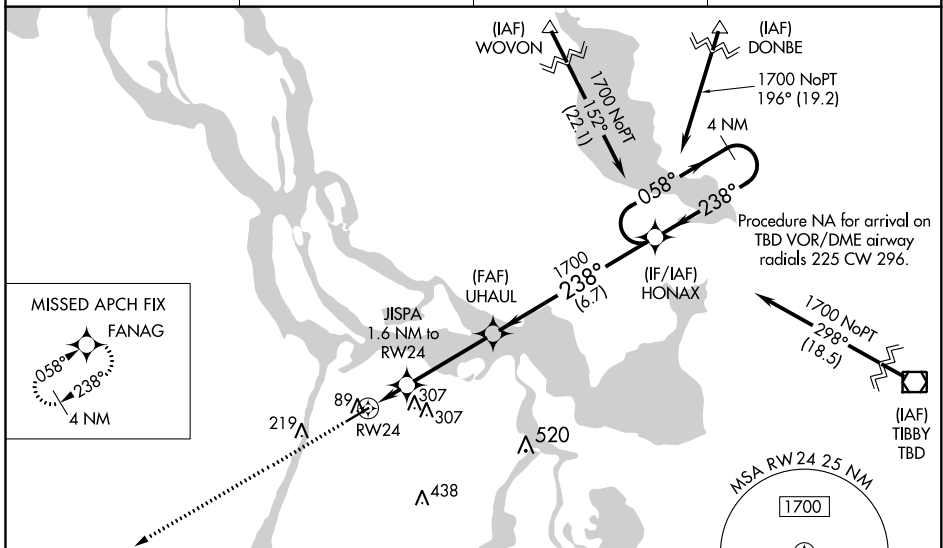 (IAF)
WOVON
(IAF)
DONBE
1700 NoPT
152°
(22.1)
1700 NoPT
196° (19.2)
4 NM
058°
238°
Procedure NA for arrival on
TBD VOR/DME airway
radials 225 CW 296.
(IF/IAF)
HONAX
1700
238°
(6.7)
(FAF)
UHAUL
1700 NoPT
298°
(18.5)
(IAF)
TIBBY
TBD
MISSED APCH FIX
FANAG
058°
238°
4 NM
JISPA
1.6 NM to
RW24
89
307
307
RW24
219
520
438
MSA RW24 25 NM
1700